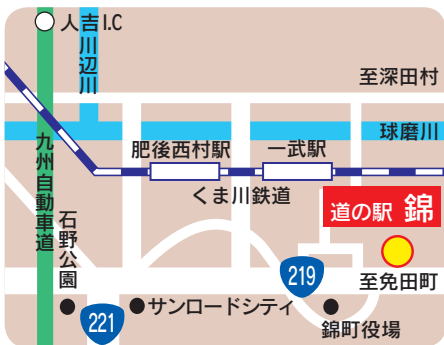 人吉I.C
川辺川
至深田村
球磨川
九州自動車道
肥後西村駅
一武駅
くま川鉄道
道の駅 錦
石野公園
219
至免田町
サンロードシティ
221
錦町役場